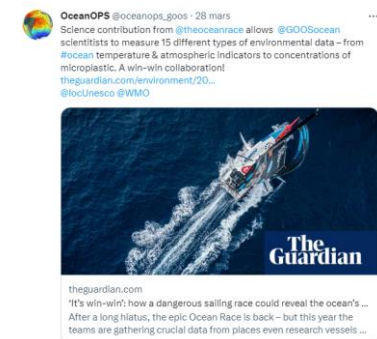 OceanOPS @oceanops_goos · 28 mars
Science contribution from @theoceanrace allows @GOOSocean
scientitists to measure 15 different types of environmental data – from
#ocean temperature & atmospheric indicators to concentrations of
microplastic. A win-win collaboration!
theguardian.com/environment/20...
@IocUnesco @WMO
The
Guardian
theguardian.com
'It's win-win': how a dangerous sailing race could reveal the ocean's ...
After a long hiatus, the epic Ocean Race is back – but this year the
teams are gathering crucial data from places even research vessels ...